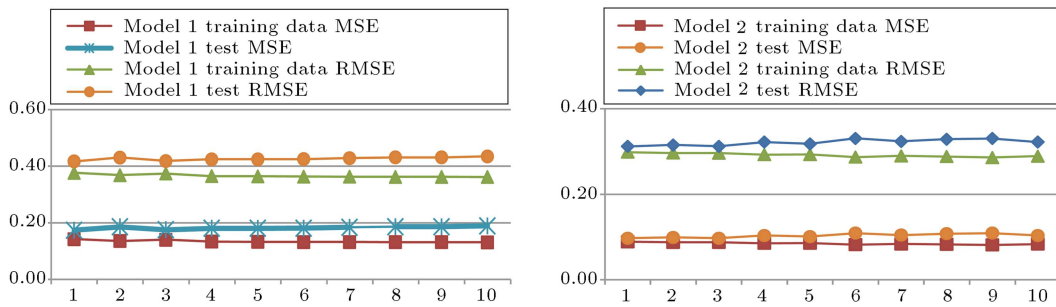 Model 1 training data MSE
Model 1 test MSE
Model 1 training data RMSE
Model 1 test RMSE
0.60
0.40
0.20
0.00
1 2 3 4 5 6 7 8 9 10
Model 2 training data MSE
Model 2 test MSE
Model 2 training data RMSE
Model 2 test RMSE
0.40
0.20
0.00
1 2 3 4 5 6 7 8 9 10